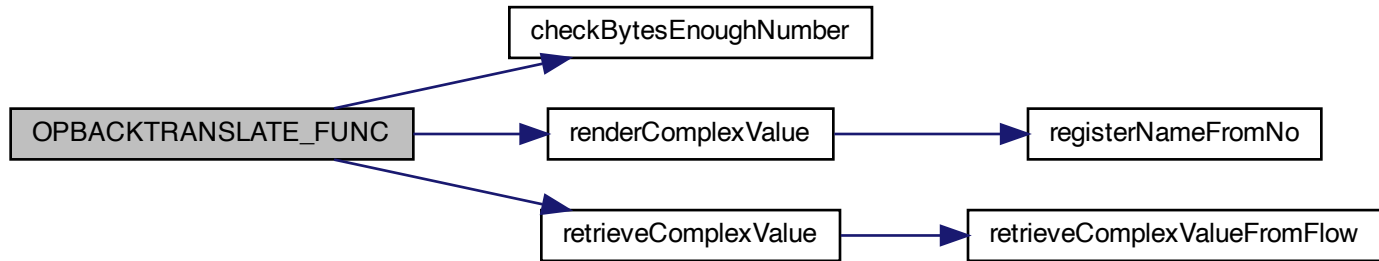 checkBytesEnoughNumber
OPBACKTRANSLATE_FUNC
renderComplexValue
registerNameFromNo
retrieveComplexValue
retrieveComplexValueFromFlow